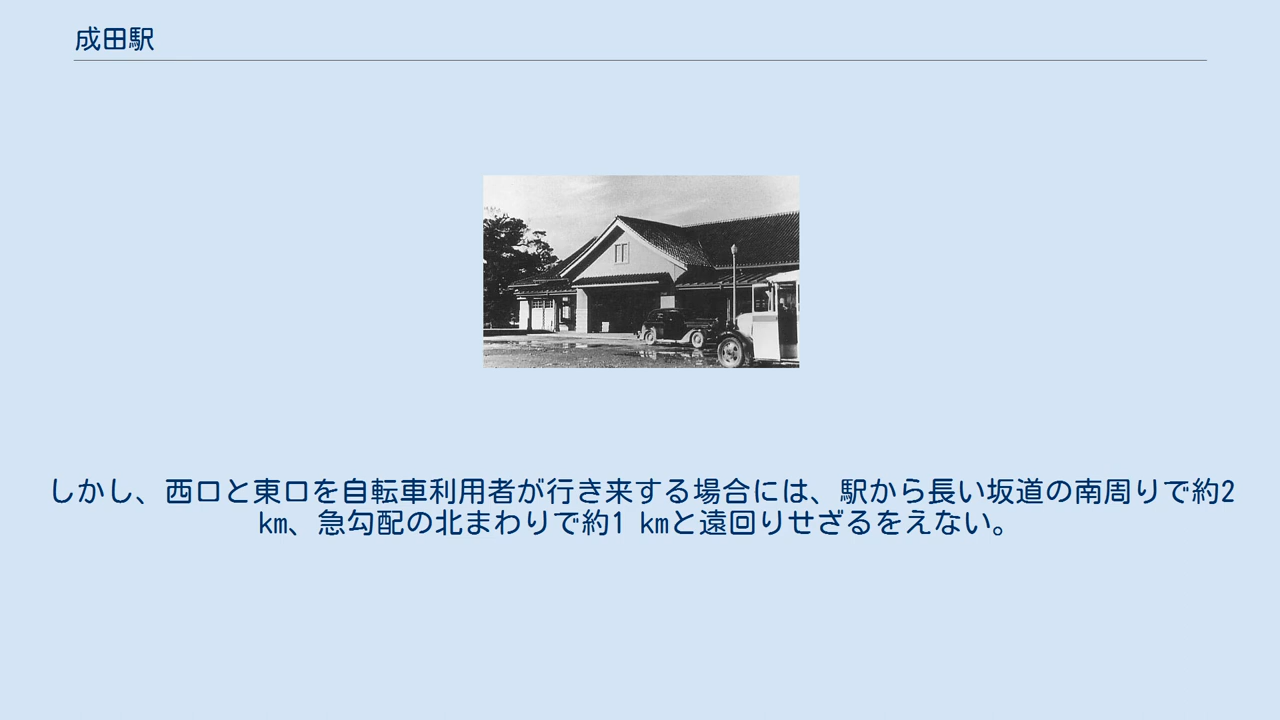 成田駅
しかし、西口と東口を自転車利用者が行き来する場合には、駅から長い坂道の南周りで約2
km、急勾配の北まわりで約1 kmと遠回りせざるをえない。